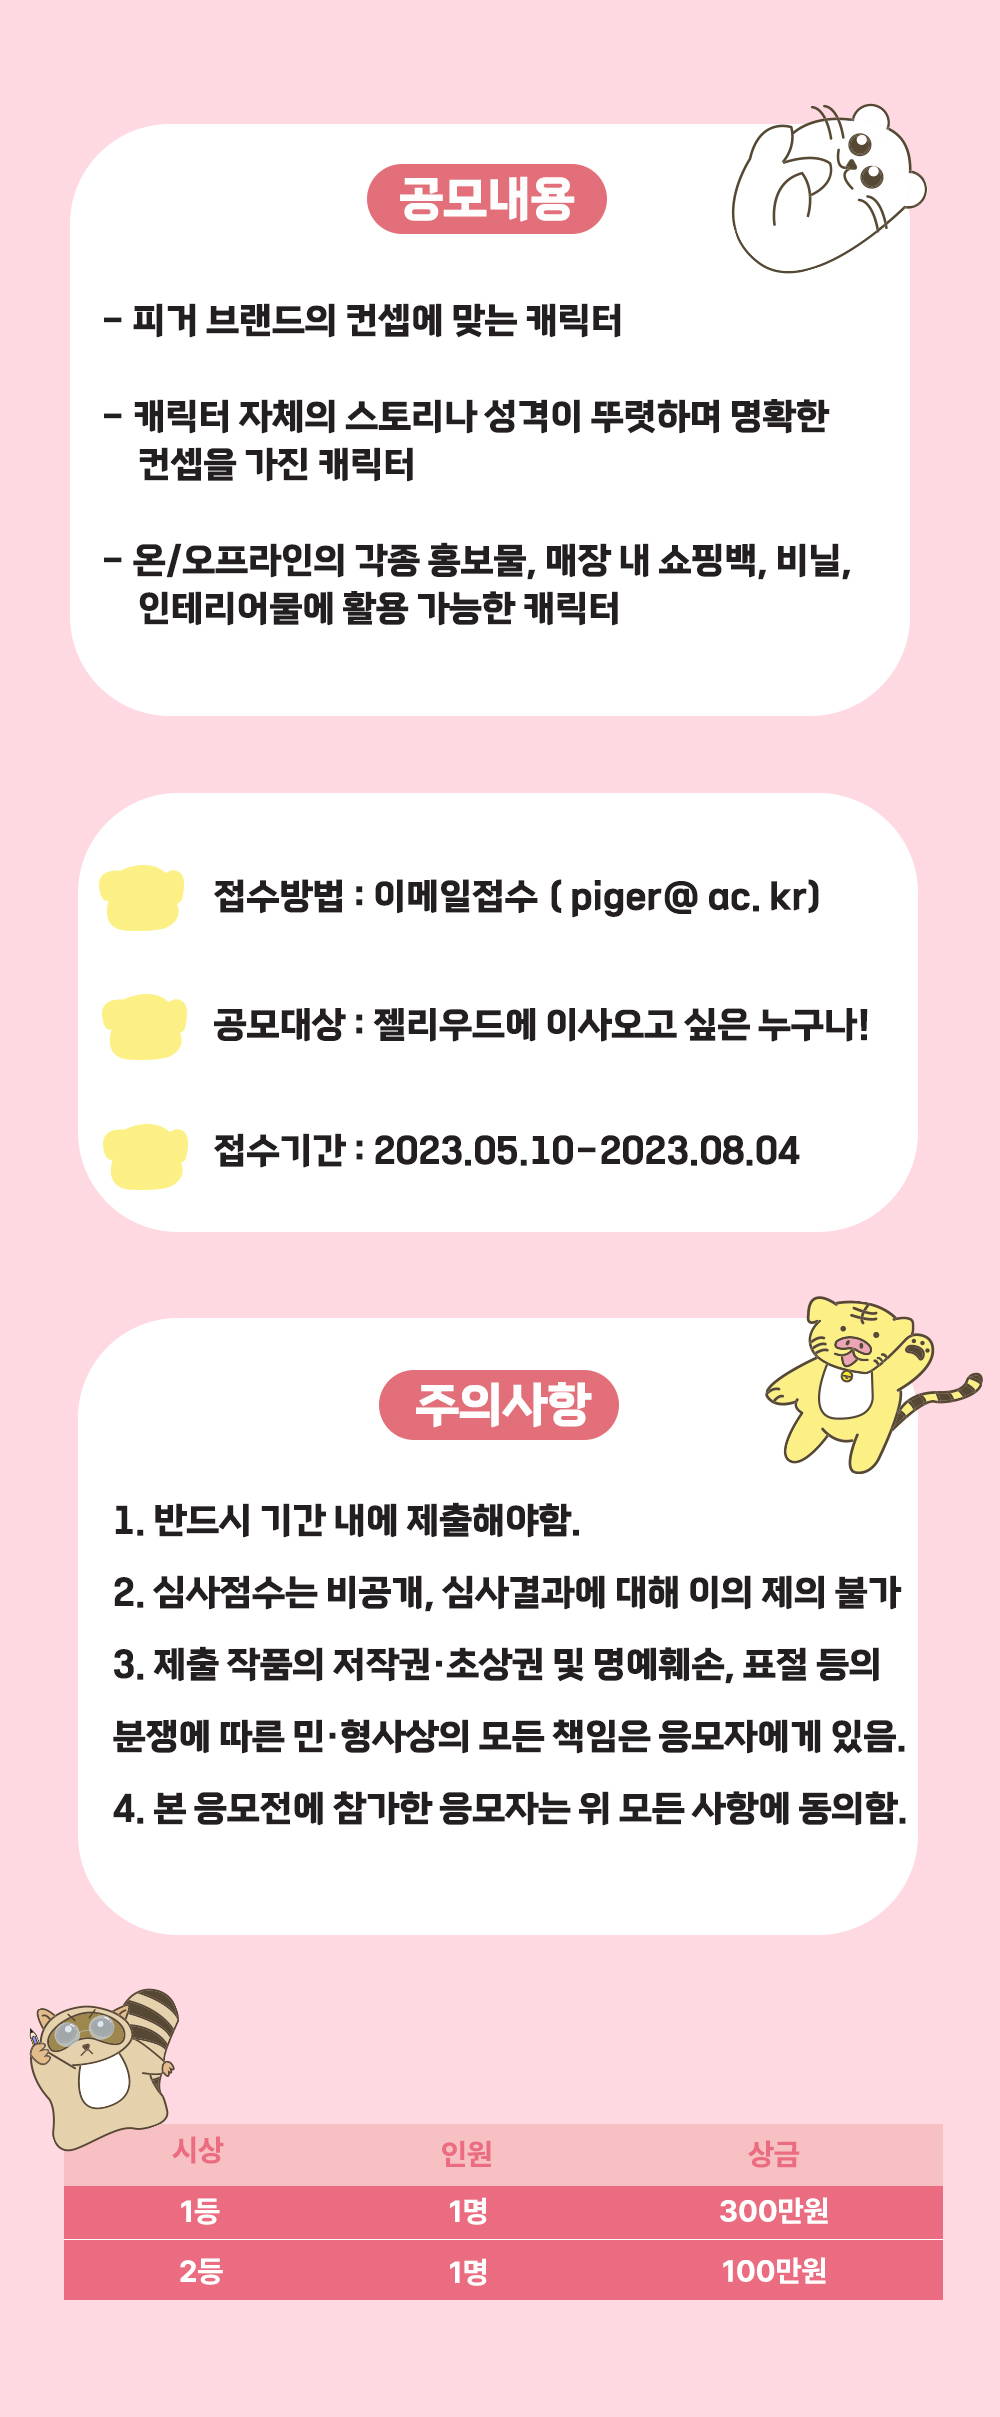 공모내용
- 피거 브랜드의 컨셉에 맞는 캐릭터
- 캐릭터 자체의 스토리나 성격이 뚜렷하며 명확한
컨셉을 가진 캐릭터
- 온/오프라인의 각종 홍보물, 매장 내 쇼핑백, 비닐,
인테리어물에 활용 가능한 캐릭터
접수방법 : 이메일접수 ( piger@ ac. kr)
공모대상 : 젤리우드에 이사오고 싶은 누구나!
접수기간 : 2023.05.10-2023.08.04
주의사항
1. 반드시 기간 내에 제출해야함.
2. 심사점수는 비공개, 심사결과에 대해 이의 제의 불가
3. 제출 작품의 저작권·초상권 및 명예훼손, 표절 등의
분쟁에 따른 민·형사상의 모든 책임은 응모자에게 있음.
4. 본 응모전에 참가한 응모자는 위 모든 사항에 동의함.
시상 인원 상금
1등 1명 300만원
2등 1명 100만원